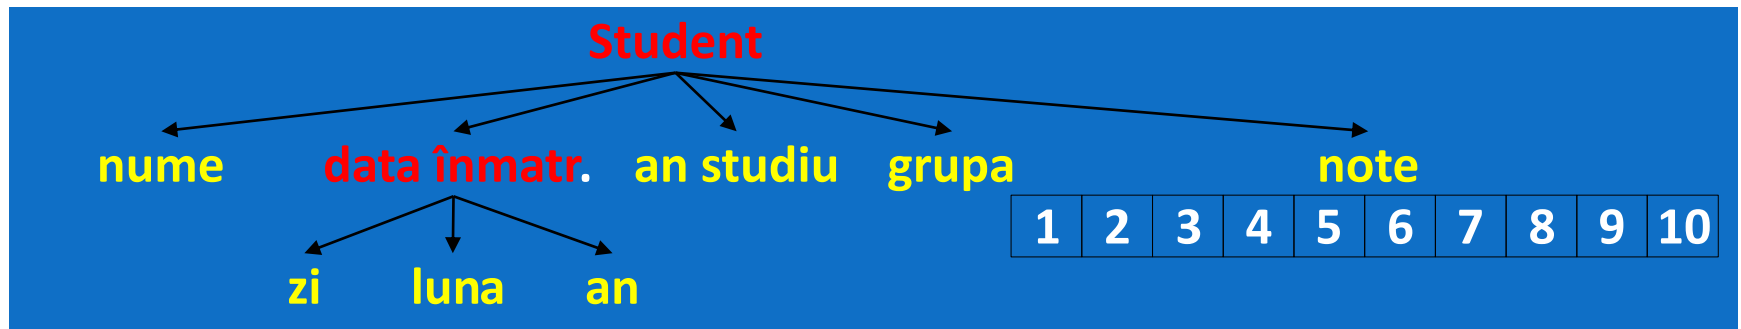 Student
nume data înmatr. an studiu grupa note
1 2 3 4 5 6 7 8 9 10
zi luna an